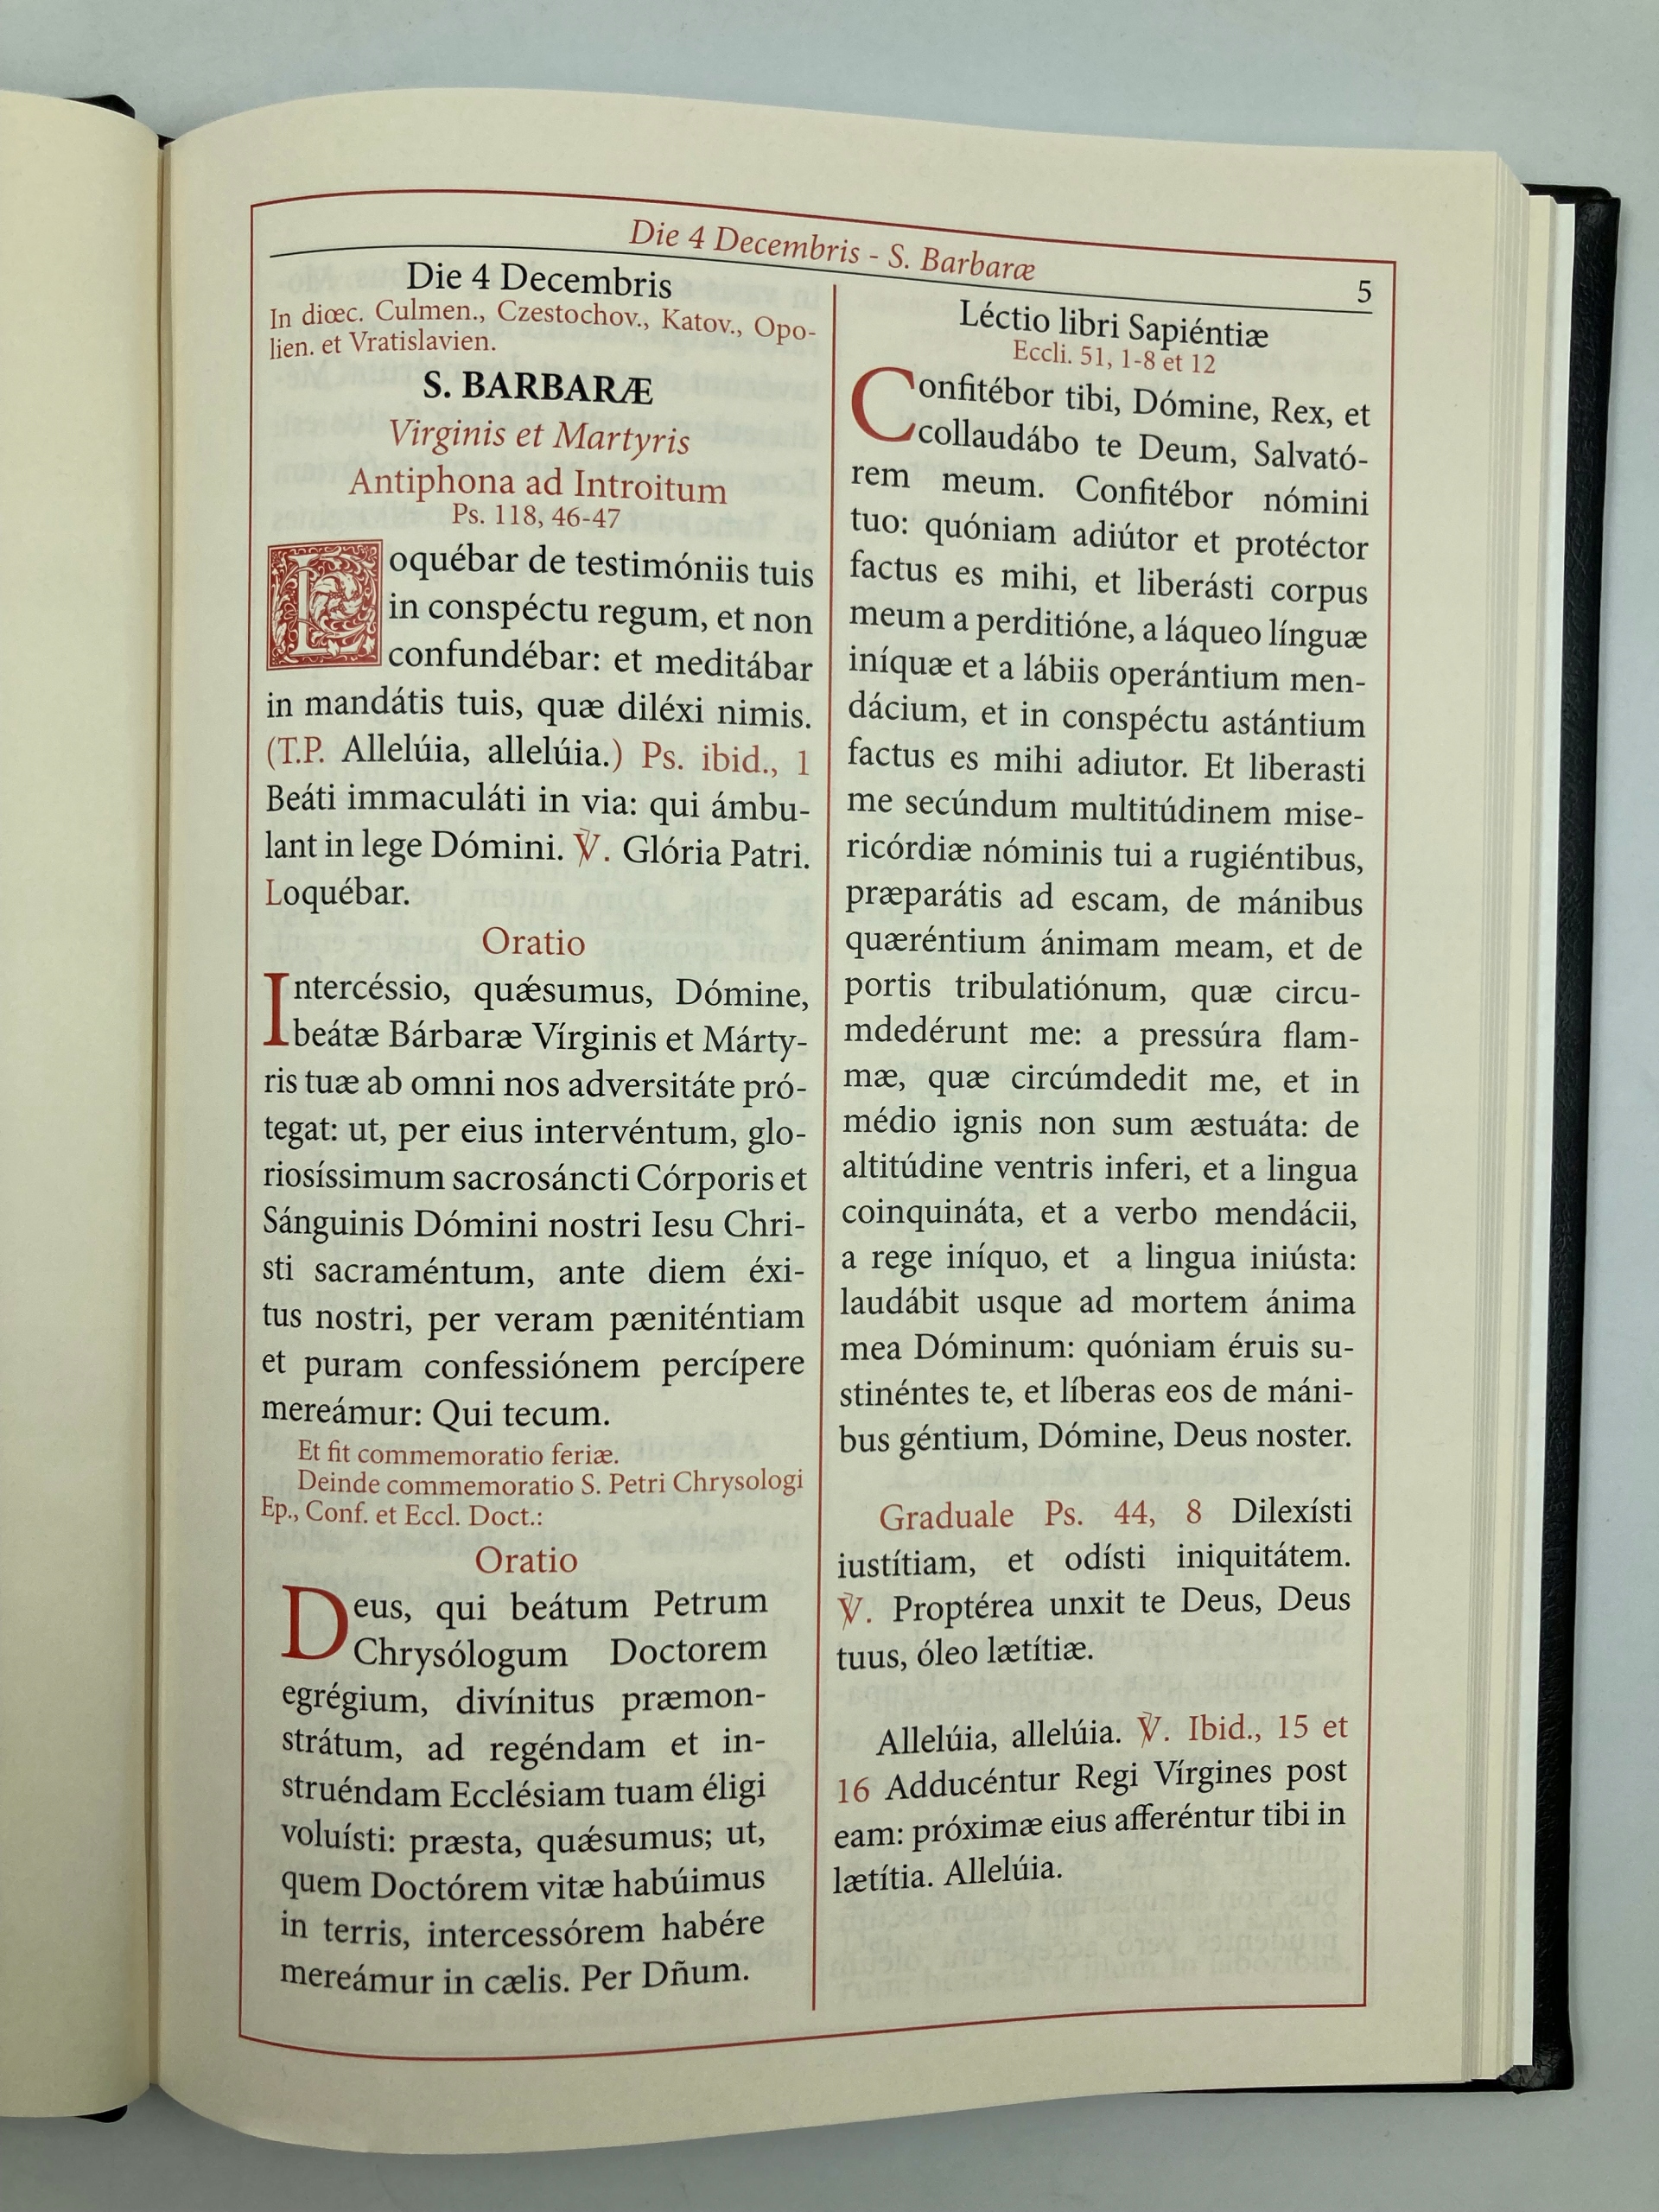 Die 4 Decembris - S. Barbaræ
5
Die 4 Decembris
In diœc. Culmen., Czestochov., Katov., Opo-
lien. et Vratislavien.
S. BARBARÆ
Virginis et Martyris
Antiphona ad Introitum
Ps. 118, 46-47
Loquébar de testimóniis tuis
in conspéctu regum, et non
confundébar: et meditábar
in mandátis tuis, quæ diléxi nimis.
(T.P. Allelúia, allelúia.) Ps. ibid., 1
Beáti immaculáti in via: qui ámbu-
lant in lege Dómini. ℣. Glória Patri.
Loquébar.
Oratio
Intercéssio, quǽsumus, Dómine,
beátæ Bárbaræ Vírginis et Márty-
ris tuæ ab omni nos adversitáte pró-
tegat: ut, per eius intervéntum, glo-
riosíssimum sacrosáncti Córporis et
Sánguinis Dómini nostri Iesu Chri-
sti sacraméntum, ante diem éxi-
tus nostri, per veram pæniténtiam
et puram confessiónem percípere
mereámur: Qui tecum.
Et fit commemoratio feriæ.
Deinde commemoratio S. Petri Chrysologi
Ep., Conf. et Eccl. Doct.:
Oratio
Deus, qui beátum Petrum
Chrysólogum Doctorem
egrégium, divínitus præmon-
strátum, ad regéndam et in-
struéndam Ecclésiam tuam éligi
voluísti: præsta, quǽsumus; ut,
quem Doctórem vitæ habúimus
in terris, intercessórem habére
mereámur in cælis. Per Dñum.
Léctio libri Sapiéntiæ
Eccli. 51, 1-8 et 12
Confitébor tibi, Dómine, Rex, et
collaudábo te Deum, Salvató-
rem meum. Confitébor nómini
tuo: quóniam adiútor et protéctor
factus es mihi, et liberásti corpus
meum a perditióne, a láqueo línguæ
iníquæ et a lábiis operántium men-
dácium, et in conspéctu astántium
factus es mihi adiutor. Et liberasti
me secúndum multitúdinem mise-
ricórdiæ nóminis tui a rugiéntibus,
præparátis ad escam, de mánibus
quæréntium ánimam meam, et de
portis tribulatiónum, quæ circu-
mdedérunt me: a pressúra flam-
mæ, quæ circúmdedit me, et in
médio ignis non sum æstuáta: de
altitúdine ventris inferi, et a lingua
coinquináta, et a verbo mendácii,
a rege iníquo, et a lingua iniústa:
laudábit usque ad mortem ánima
mea Dóminum: quóniam éruis su-
stinéntes te, et líberas eos de máni-
bus géntium, Dómine, Deus noster.
Graduale Ps. 44, 8 Dilexísti
iustítiam, et odísti iniquitátem.
℣. Proptérea unxit te Deus, Deus
tuus, óleo lætítiæ.
Allelúia, allelúia. ℣. Ibid., 15 et
16 Adducéntur Regi Vírgines post
eam: próximæ eius afferéntur tibi in
lætítia. Allelúia.